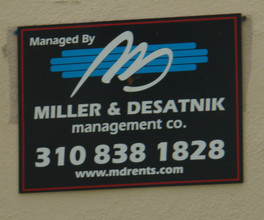 Managed By
MILLER & DESATNIK
management co.
310 838 1828
www.mdrents.com